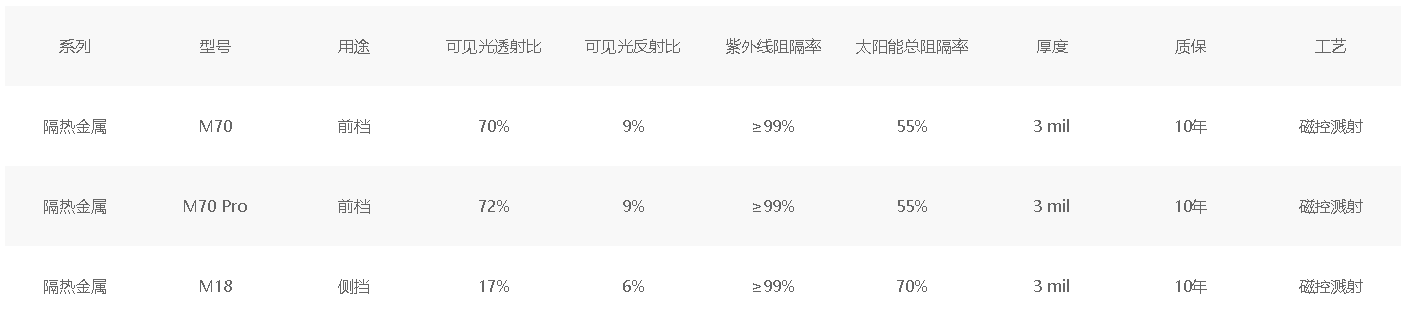 系列 型号 用途 可见光透射比 可见光反射比 紫外线阻隔率 太阳能总阻隔率 厚度 质保 工艺
隔热金属 M70 前档 70% 9% ≥99% 55% 3 mil 10年 磁控溅射
隔热金属 M70 Pro 前档 72% 9% ≥99% 55% 3 mil 10年 磁控溅射
隔热金属 M18 侧挡 17% 6% ≥99% 70% 3 mil 10年 磁控溅射